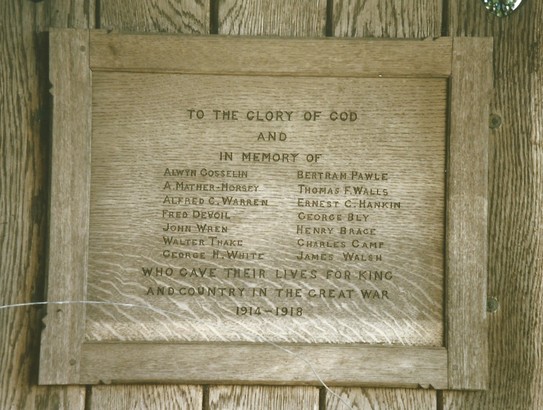 TO THE GLORY OF GOD
AND
IN MEMORY OF
ALWYN GOSSELIN BERTRAM PAWLE
A. MATHER-MORSEY THOMAS F. WALLS
ALFRED G. WARREN ERNEST C. HANKIN
FRED DEVOIL GEORGE BLY
JOHN WREN HENRY BRACE
WALTER THAKE CHARLES CAMP
GEORGE H. WHITE JAMES WALSH
WHO GAVE THEIR LIVES FOR KING
AND COUNTRY IN THE GREAT WAR
1914-1918